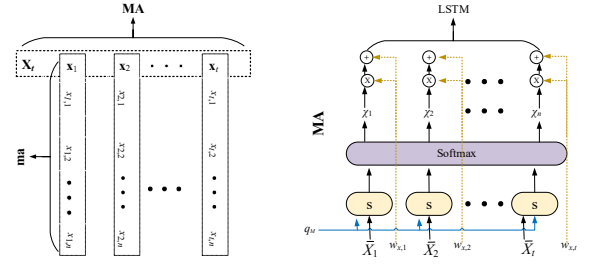 MA
X_t x_1 x_2 . . . x_t
x_{1,1} x_{2,1} x_{t,1}
ma
x_{1,2} x_{2,2} x_{t,2}
x_{1,n} x_{2,n} x_{t,n}
LSTM
+ + +
x x x
MA
χ_1 χ_2 χ_n
Softmax
S S S
q_M
X̄_1 w_{x,1} X̄_2 w_{x,2} X̄_t w_{x,t}